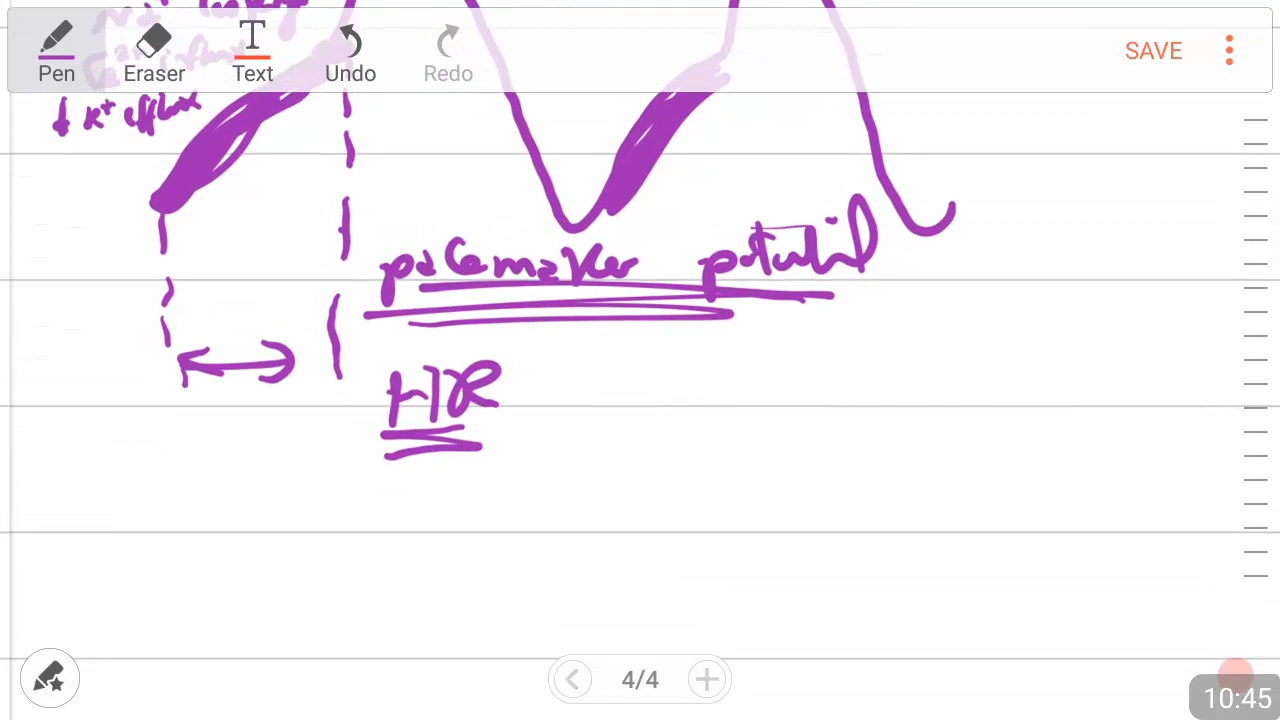 Pen Eraser Text Undo Redo SAVE
↓ K+ efflux
pacemaker potential
HR
4/4
10:45